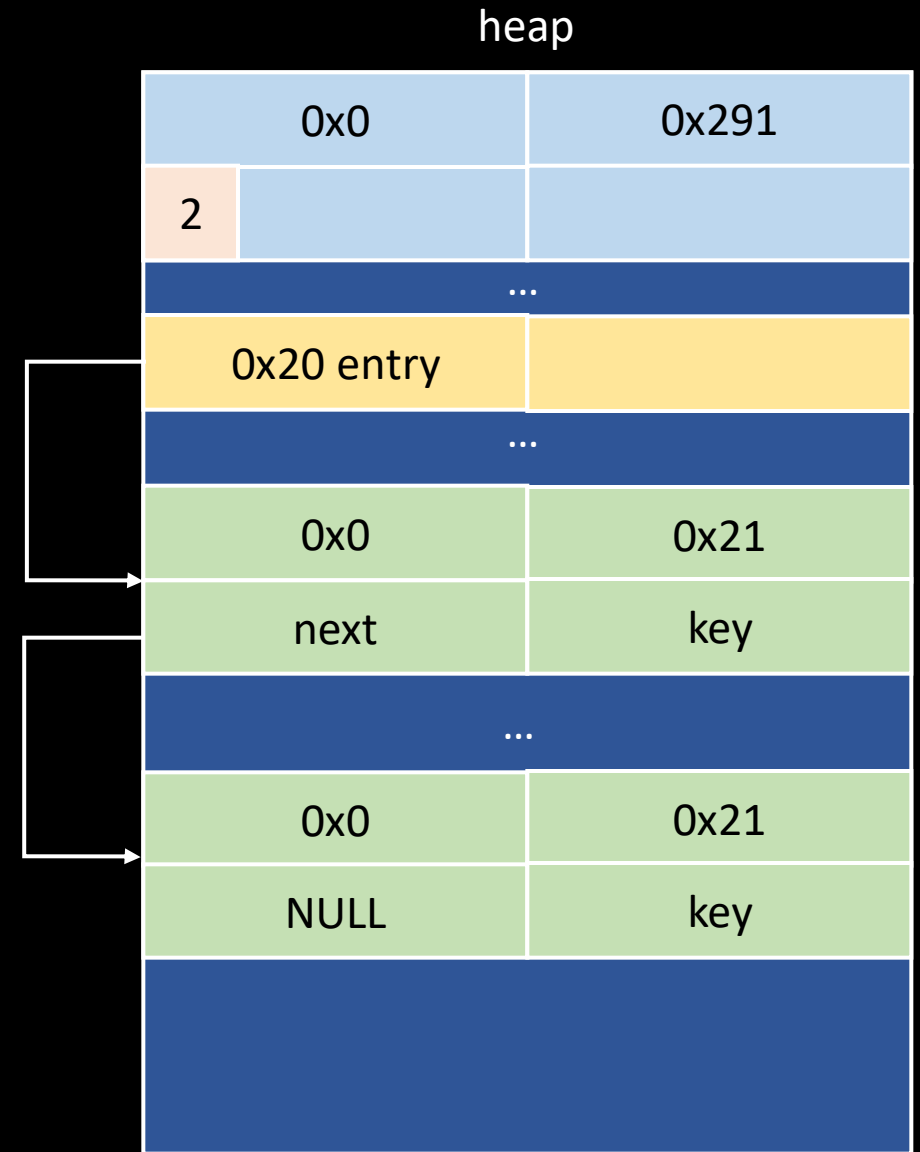 heap
0x0 0x291
2
...
0x20 entry
...
0x0 0x21
next key
...
0x0 0x21
NULL key